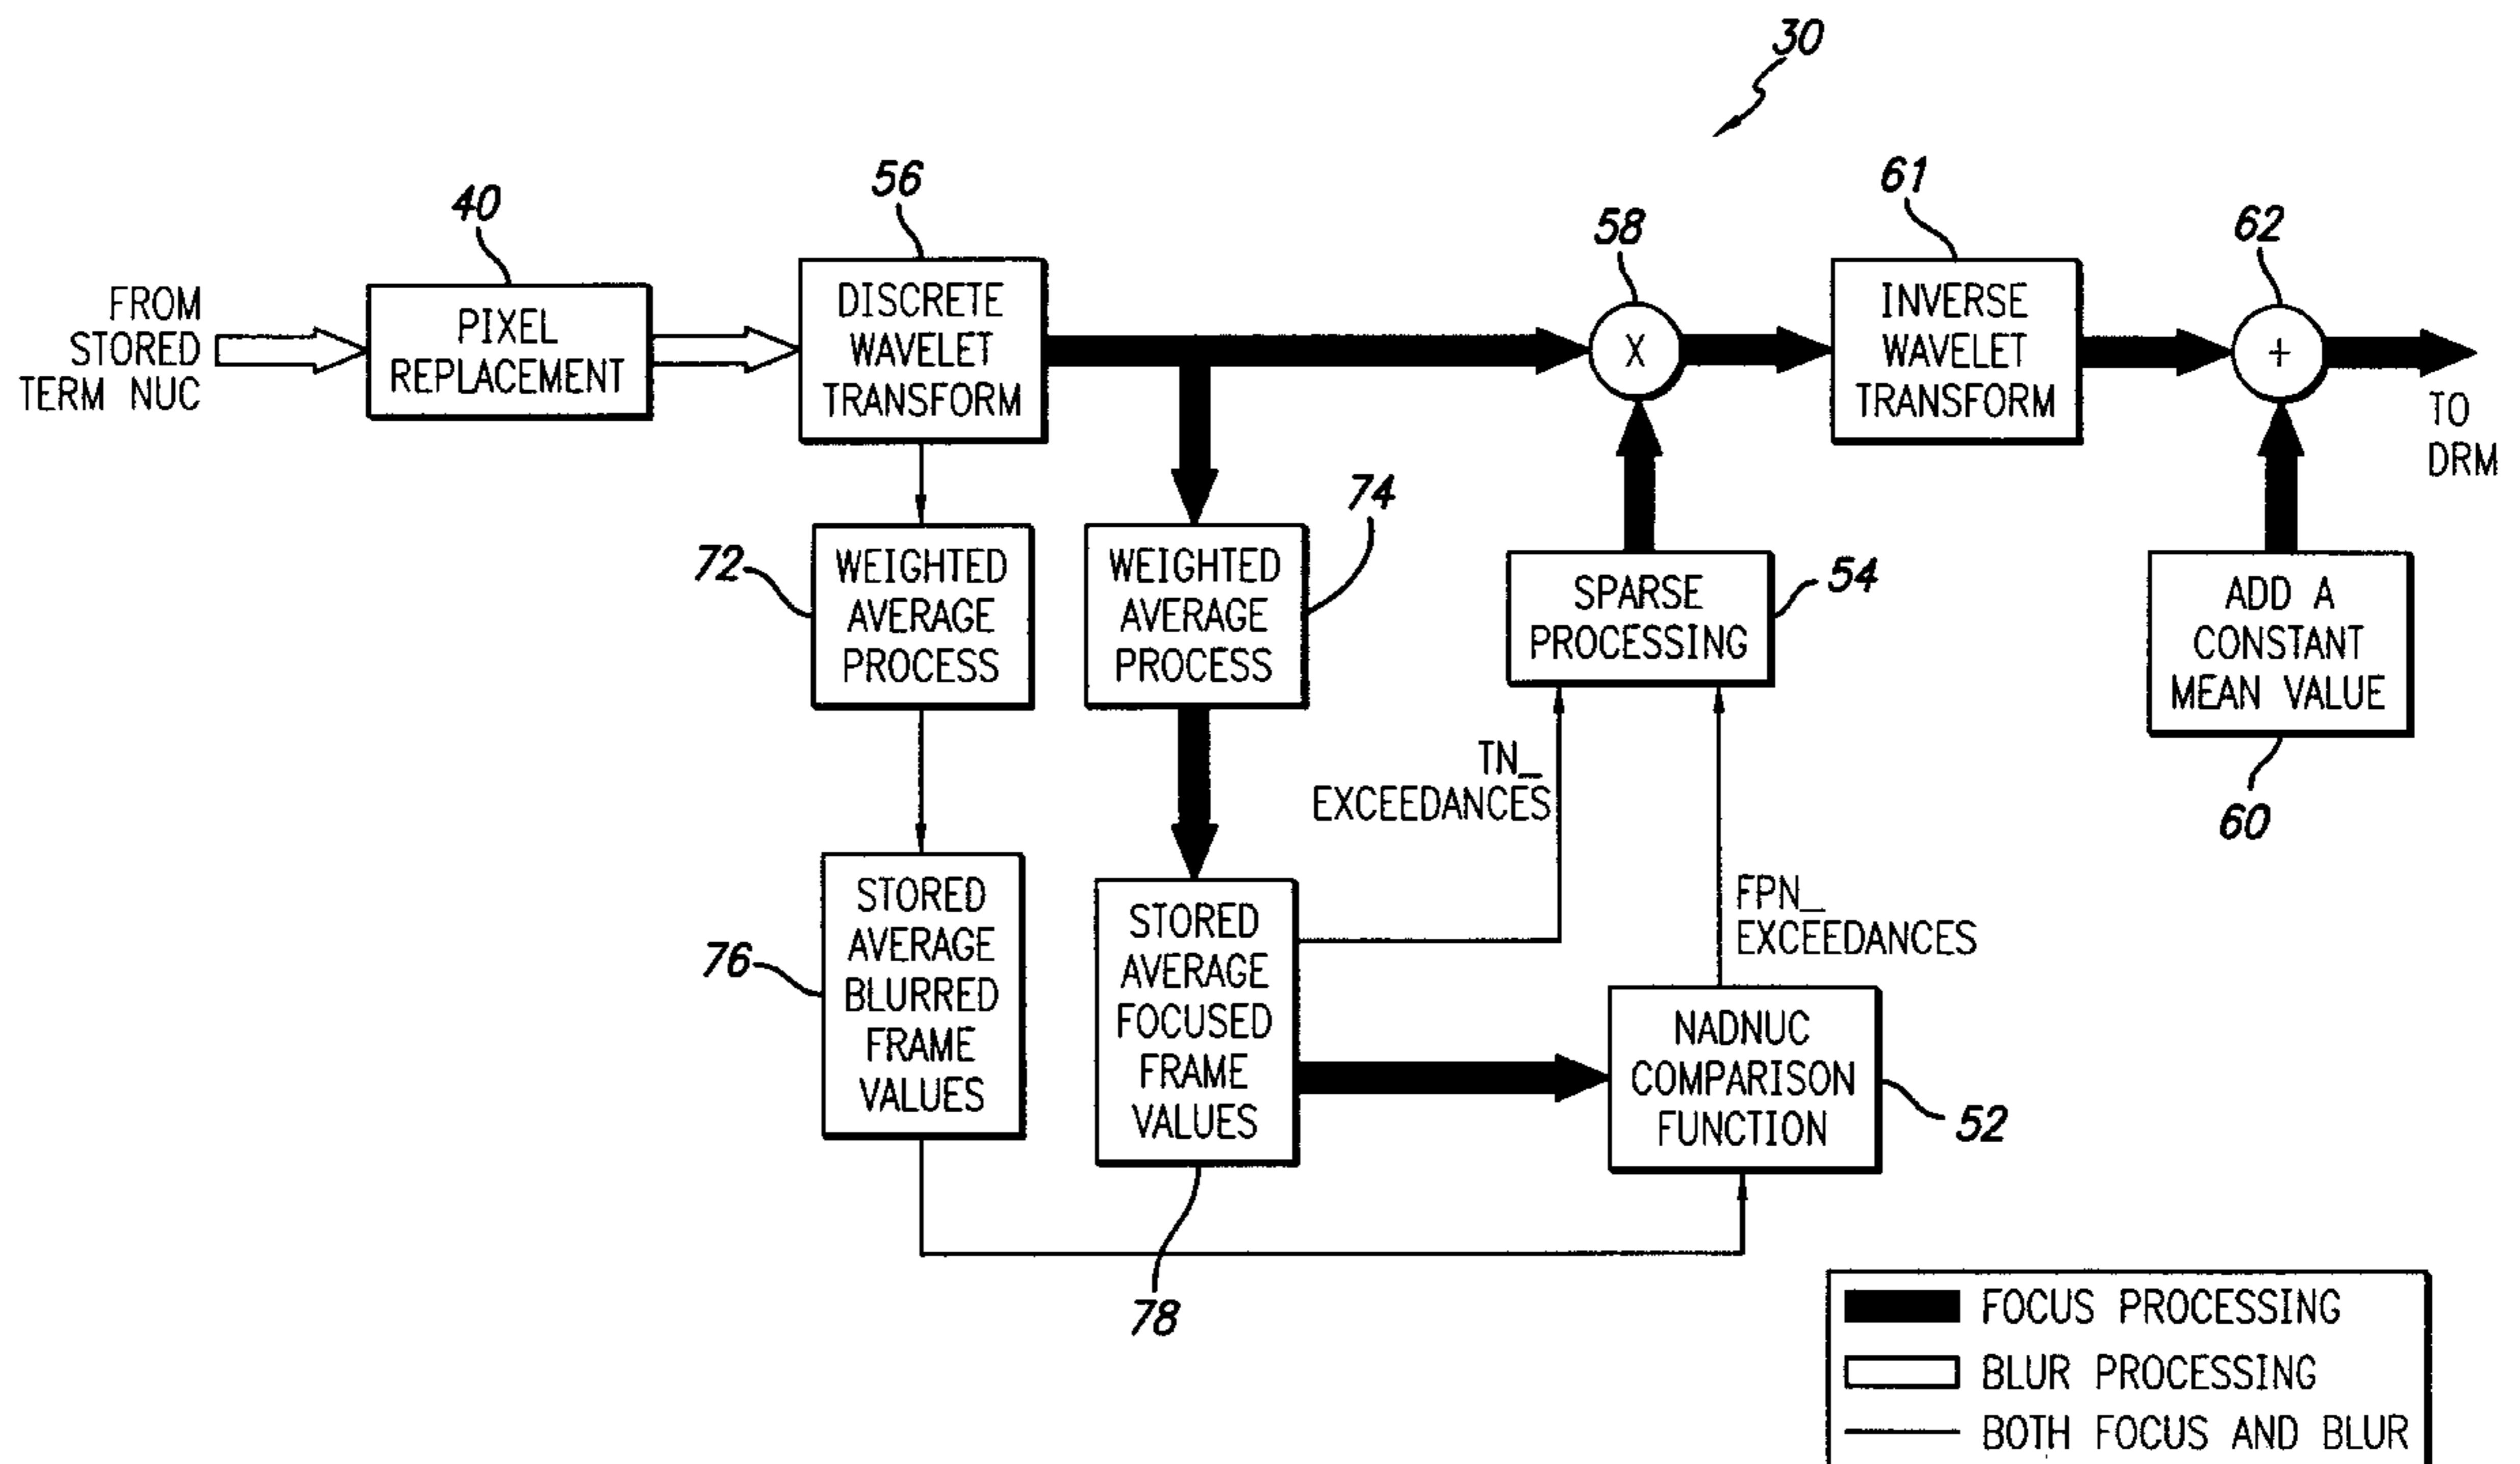 30
56
61
40
58
62
FROM
STORED
TERM NUC
PIXEL
REPLACEMENT
DISCRETE
WAVELET
TRANSFORM
X
INVERSE
WAVELET
TRANSFORM
+
TO
DRM
72
WEIGHTED
AVERAGE
PROCESS
74
WEIGHTED
AVERAGE
PROCESS
SPARSE
PROCESSING
54
ADD A
CONSTANT
MEAN VALUE
60
TN_
EXCEEDANCES
FPN_
EXCEEDANCES
76
STORED
AVERAGE
BLURRED
FRAME
VALUES
STORED
AVERAGE
FOCUSED
FRAME
VALUES
78
NADNUC
COMPARISON
FUNCTION
52
FOCUS PROCESSING
BLUR PROCESSING
BOTH FOCUS AND BLUR